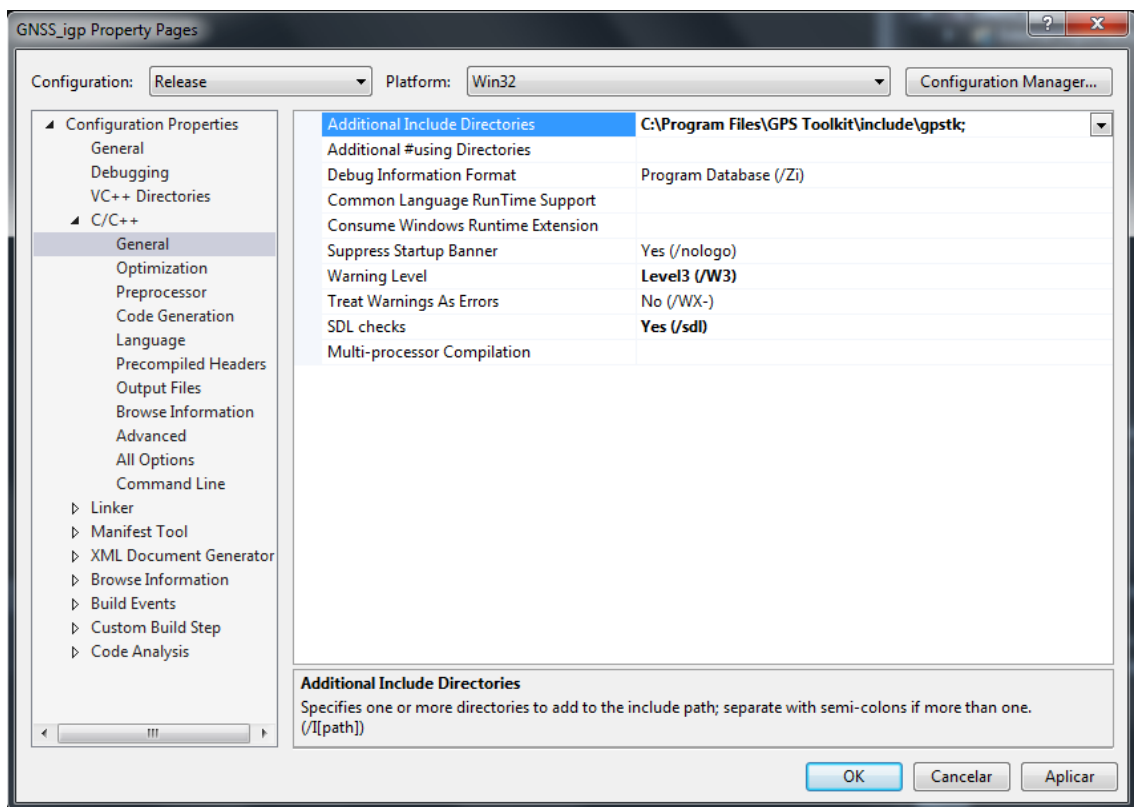 GNSS_igp Property Pages
Configuration: Release Platform: Win32 Configuration Manager...
Configuration Properties
General
Debugging
VC++ Directories
C/C++
General
Optimization
Preprocessor
Code Generation
Language
Precompiled Headers
Output Files
Browse Information
Advanced
All Options
Command Line
Linker
Manifest Tool
XML Document Generator
Browse Information
Build Events
Custom Build Step
Code Analysis
Additional Include Directories C:\Program Files\GPS Toolkit\include\gpstk;
Additional #using Directories
Debug Information Format Program Database (/Zi)
Common Language RunTime Support
Consume Windows Runtime Extension
Suppress Startup Banner Yes (/nologo)
Warning Level Level3 (/W3)
Treat Warnings As Errors No (/WX-)
SDL checks Yes (/sdl)
Multi-processor Compilation
Additional Include Directories
Specifies one or more directories to add to the include path; separate with semi-colons if more than one.
(/I[path])
OK Cancelar Aplicar